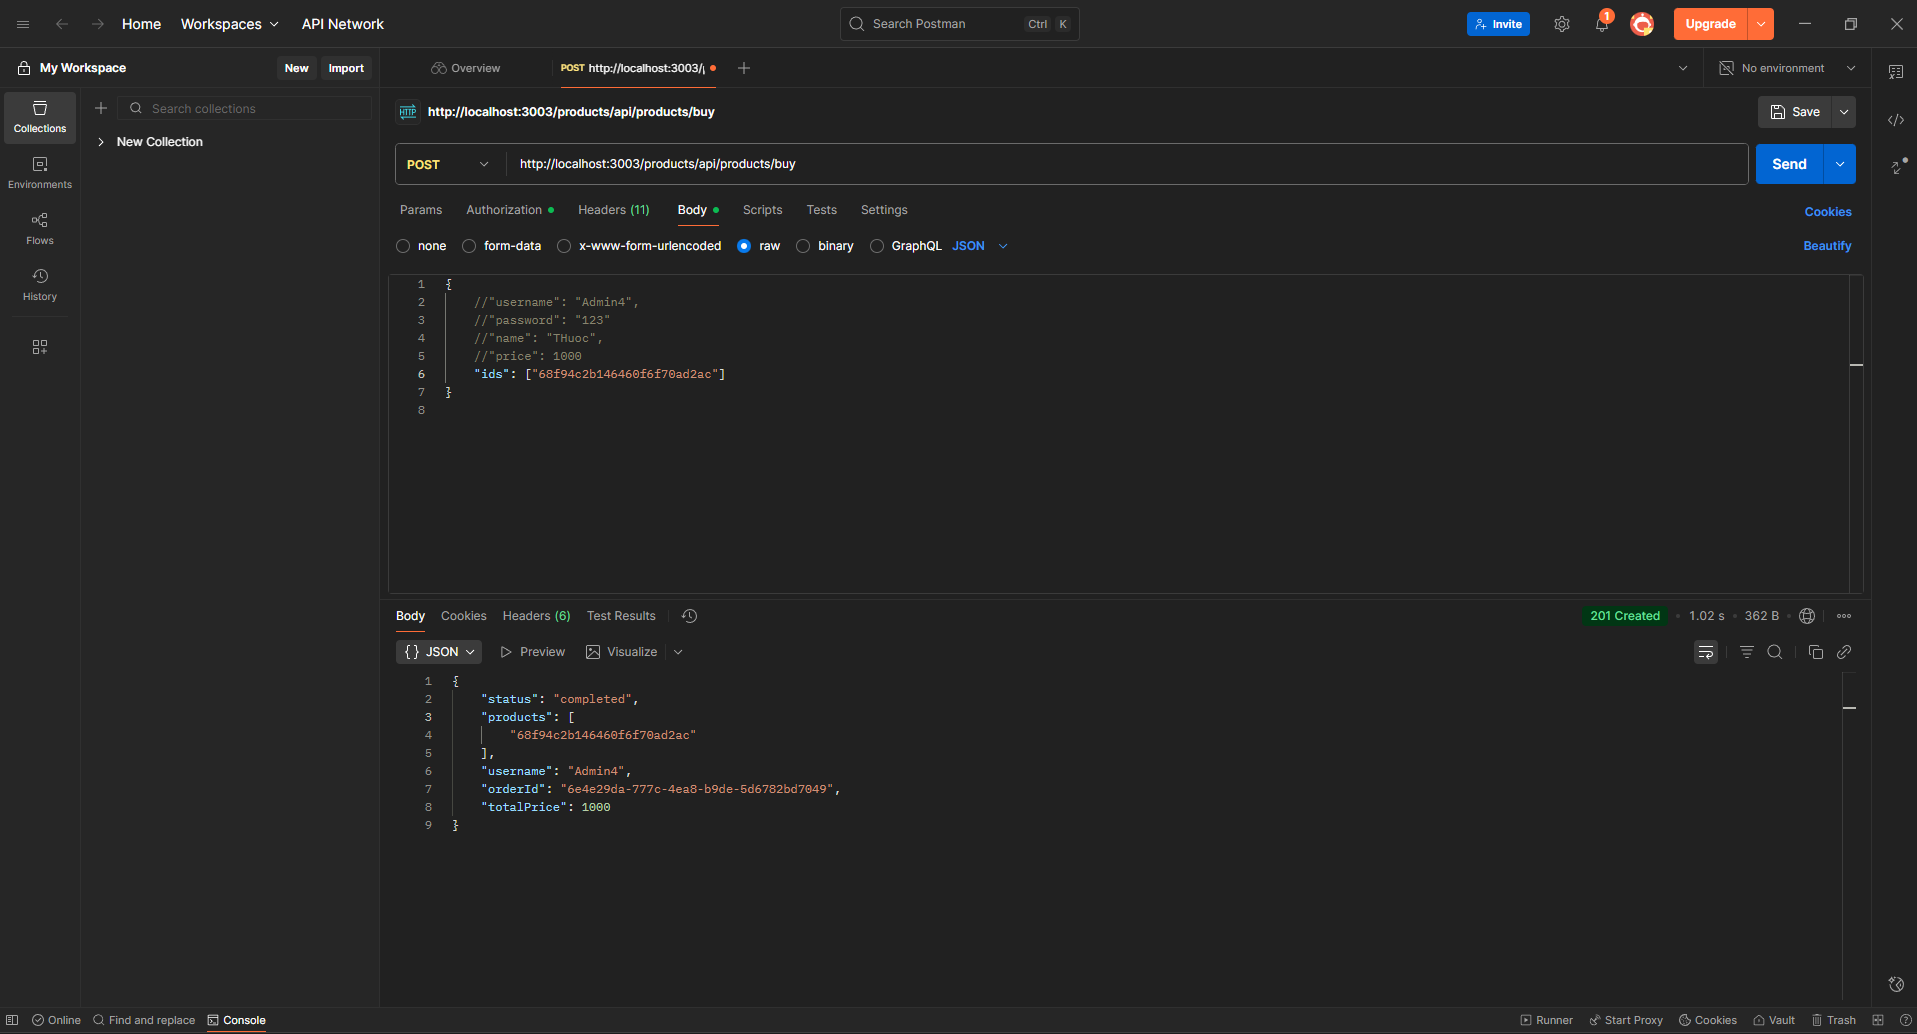 Home Workspaces API Network Search Postman Ctrl K Invite 1 Upgrade
My Workspace New Import Overview POST http://localhost:3003/ No environment
Collections
Search collections
New Collection
Environments
Flows
History
HTTP http://localhost:3003/products/api/products/buy Save
POST http://localhost:3003/products/api/products/buy Send
Params Authorization Headers (11) Body Scripts Tests Settings Cookies
none form-data x-www-form-urlencoded raw binary GraphQL JSON Beautify
1 {
2 //"username": "Admin4",
3 //"password": "123"
4 //"name": "THuoc",
5 //"price": 1000
6 "ids": ["68f94c2b146460f6f70ad2ac"]
7 }
8
Body Cookies Headers (6) Test Results 201 Created 1.02 s 362 B
{} JSON Preview Visualize
1 {
2 "status": "completed",
3 "products": [
4 "68f94c2b146460f6f70ad2ac"
5 ],
6 "username": "Admin4",
7 "orderId": "6e4e29da-777c-4ea8-b9de-5d6782bd7049",
8 "totalPrice": 1000
9 }
Online Find and replace Console Runner Start Proxy Cookies Vault Trash